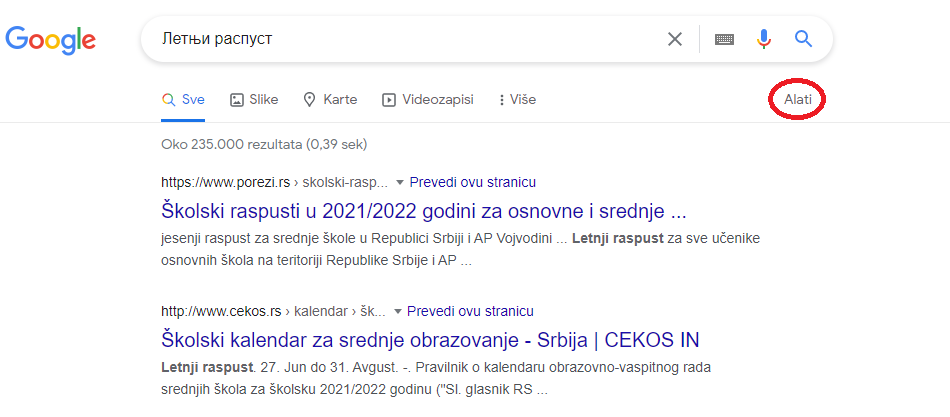 Google
Летњи распуст
Sve Slike Karte Videozapisi Više Alati
Oko 235.000 rezultata (0,39 sek)
https://www.porezi.rs › skolski-rasp... Prevedi ovu stranicu
Školski raspusti u 2021/2022 godini za osnovne i srednje ...
jesenji raspust za srednje škole u Republici Srbiji i AP Vojvodini ... Letnji raspust za sve učenike
osnovnih škola na teritoriji Republike Srbije i AP ...
http://www.cekos.rs › kalendar › šk... Prevedi ovu stranicu
Školski kalendar za srednje obrazovanje - Srbija | CEKOS IN
Letnji raspust. 27. Jun do 31. Avgust. -. Pravilnik o kalendaru obrazovno-vaspitnog rada
srednjih škola za školsku 2021/2022 godinu ("Sl. glasnik RS ...